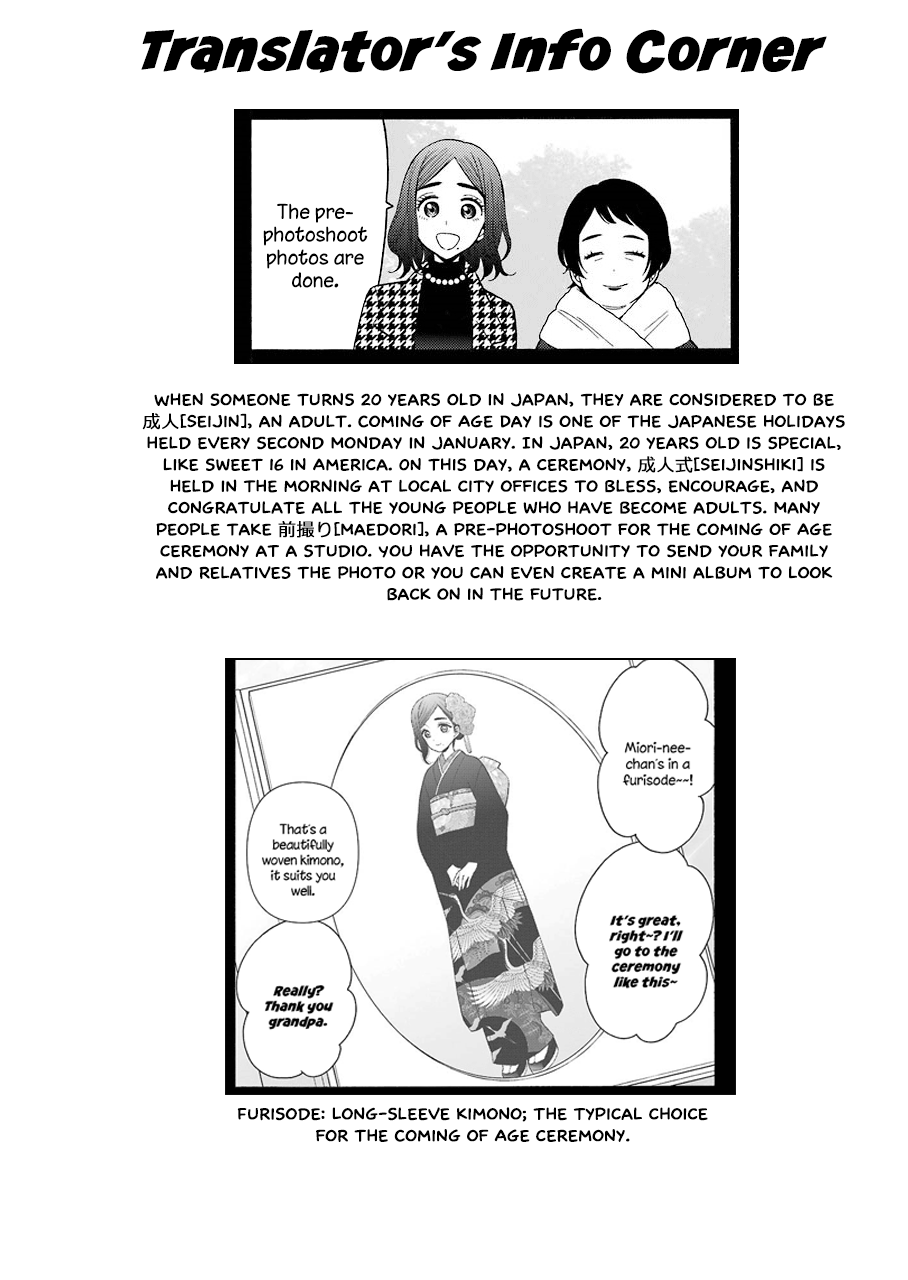 Translator's Info Corner
The pre-
photoshoot
photos are
done.
WHEN SOMEONE TURNS 20 YEARS OLD IN JAPAN, THEY ARE CONSIDERED TO BE
成人[SEIJIN], AN ADULT. COMING OF AGE DAY IS ONE OF THE JAPANESE HOLIDAYS
HELD EVERY SECOND MONDAY IN JANUARY. IN JAPAN, 20 YEARS OLD IS SPECIAL,
LIKE SWEET 16 IN AMERICA. ON THIS DAY, A CEREMONY, 成人式[SEIJINSHIKI] IS
HELD IN THE MORNING AT LOCAL CITY OFFICES TO BLESS, ENCOURAGE, AND
CONGRATULATE ALL THE YOUNG PEOPLE WHO HAVE BECOME ADULTS. MANY
PEOPLE TAKE 前撮り[MAEDORI], A PRE-PHOTOSHOOT FOR THE COMING OF AGE
CEREMONY AT A STUDIO. YOU HAVE THE OPPORTUNITY TO SEND YOUR FAMILY
AND RELATIVES THE PHOTO OR YOU CAN EVEN CREATE A MINI ALBUM TO LOOK
BACK ON IN THE FUTURE.
Miori-nee-
chan's in a
furisode~~!
It's great,
right~? I'll
go to the
ceremony
like this~
That's a
beautifully
woven kimono,
it suits you
well.
Really?
Thank you
grandpa.
FURISODE: LONG-SLEEVE KIMONO; THE TYPICAL CHOICE
FOR THE COMING OF AGE CEREMONY.